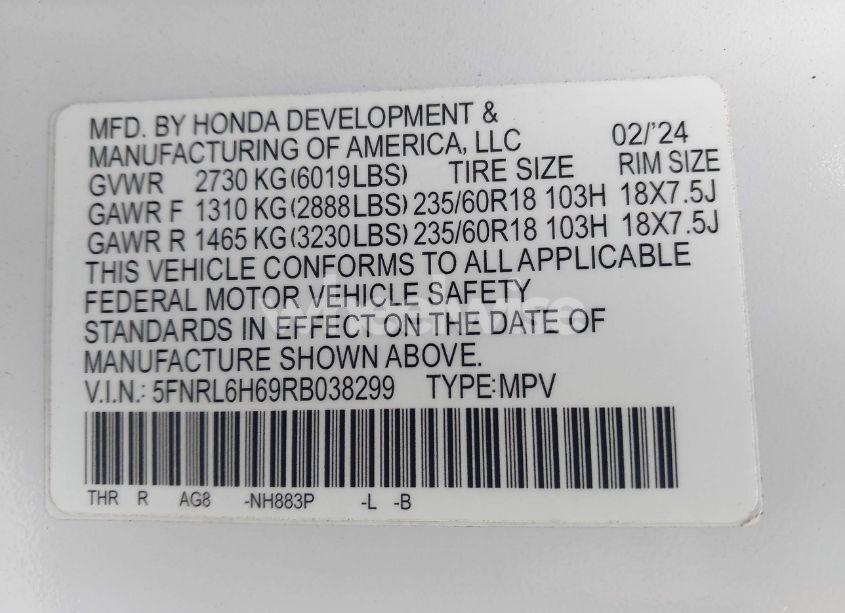 MFD. BY HONDA DEVELOPMENT &
MANUFACTURING OF AMERICA, LLC 02/'24
GVWR 2730 KG(6019LBS) TIRE SIZE RIM SIZE
GAWR F 1310 KG(2888LBS) 235/60R18 103H 18X7.5J
GAWR R 1465 KG(3230LBS) 235/60R18 103H 18X7.5J
THIS VEHICLE CONFORMS TO ALL APPLICABLE
FEDERAL MOTOR VEHICLE SAFETY
STANDARDS IN EFFECT ON THE DATE OF
MANUFACTURE SHOWN ABOVE.
V.I.N.: 5FNRL6H69RB038299 TYPE:MPV
THR R AG8 -NH883P -L -B